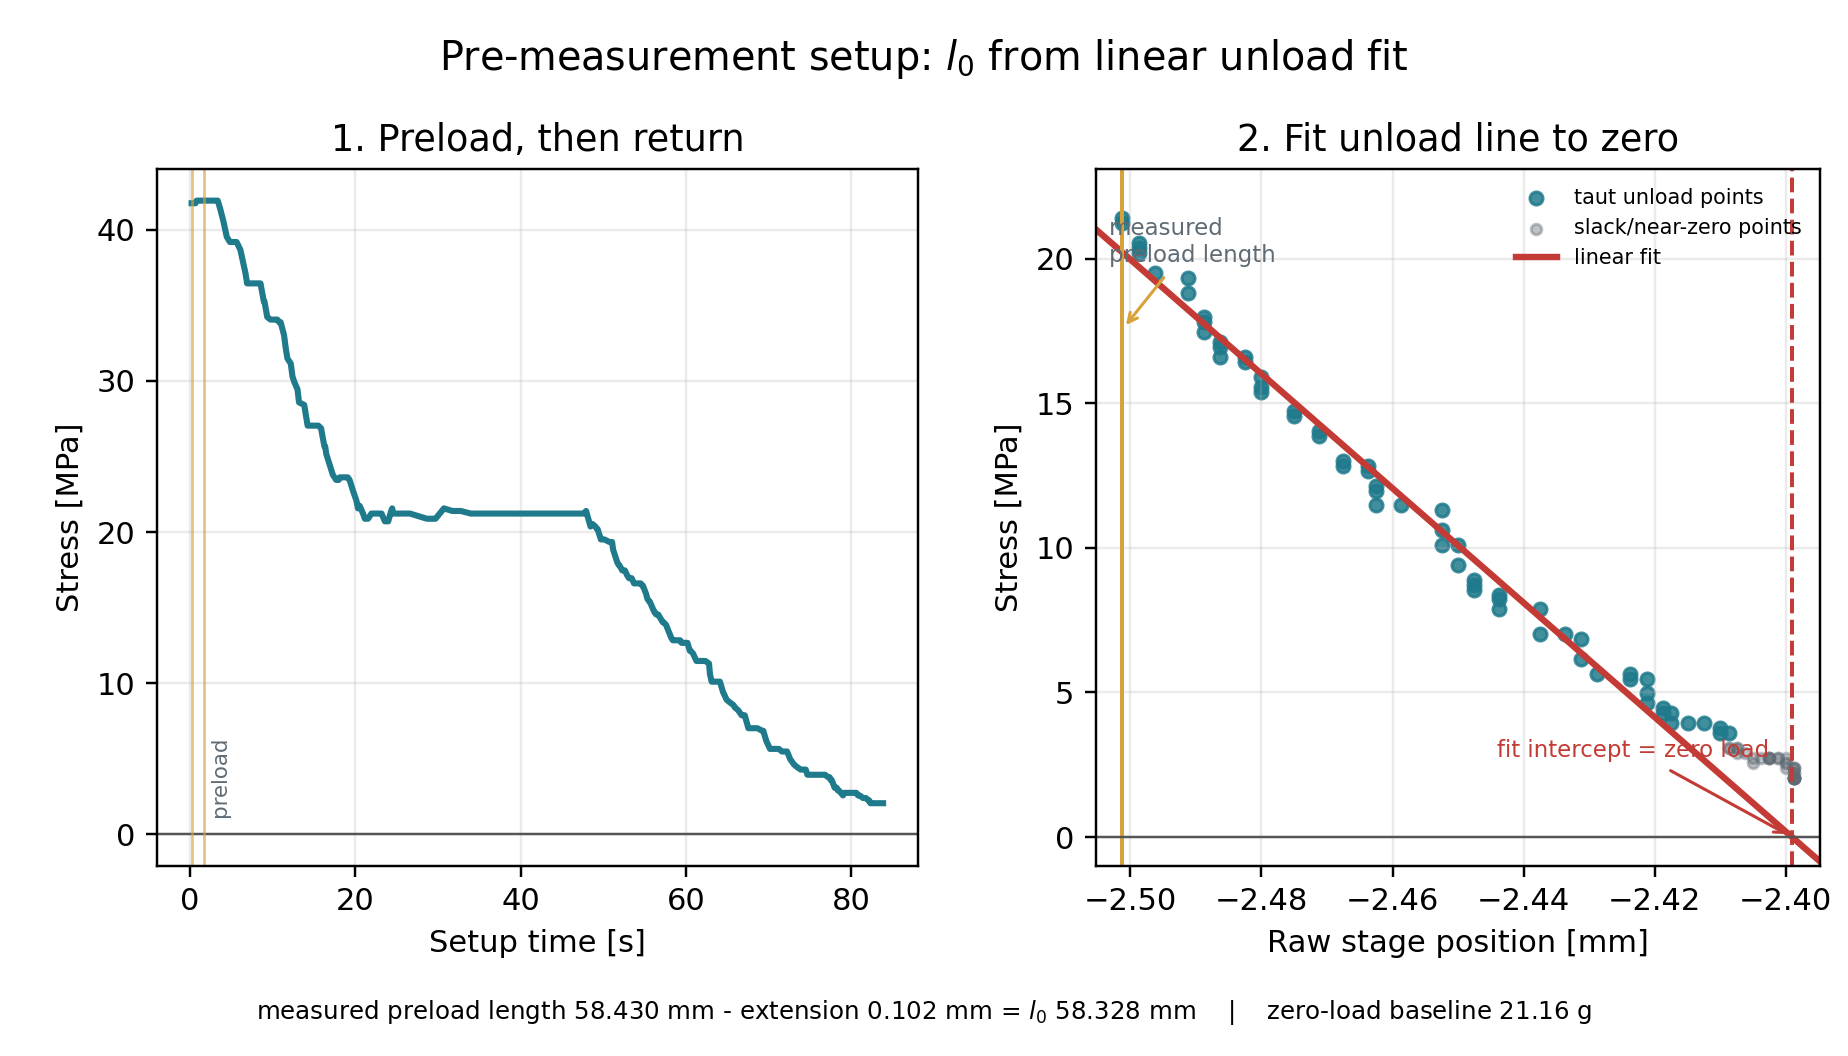 Pre-measurement setup: l₀ from linear unload fit
1. Preload, then return
Stress [MPa]
40
30
20
10
0
preload
0 20 40 60 80
Setup time [s]
2. Fit unload line to zero
Stress [MPa]
20
15
10
5
0
measured
preload length
taut unload points
slack/near-zero points
linear fit
fit intercept = zero load
−2.50 −2.48 −2.46 −2.44 −2.42 −2.40
Raw stage position [mm]
measured preload length 58.430 mm - extension 0.102 mm = l₀ 58.328 mm | zero-load baseline 21.16 g